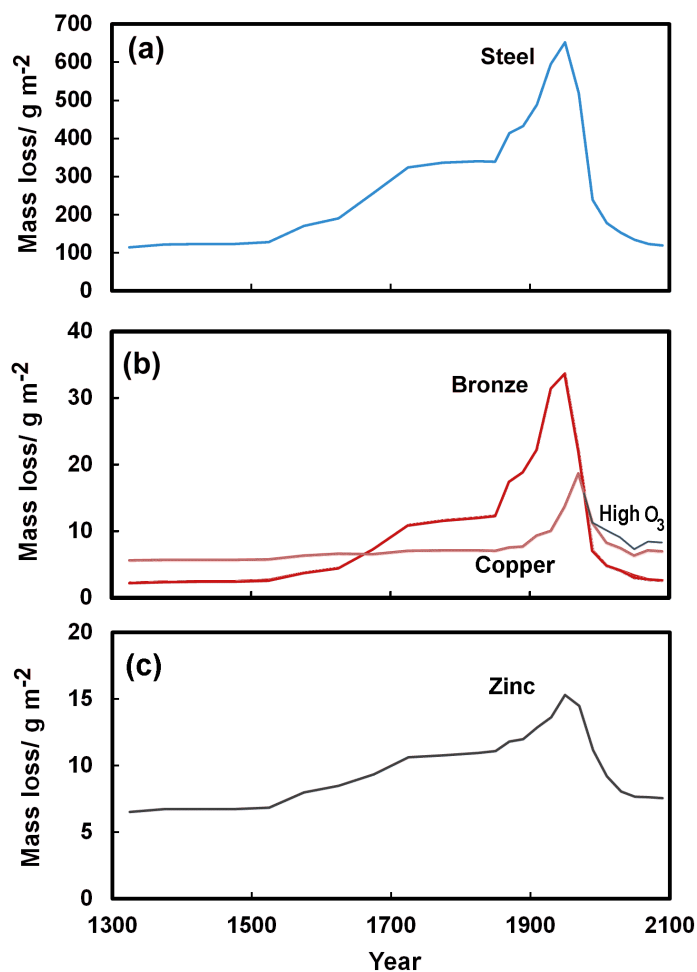 (a)
Steel
700
600
500
400
300
200
100
0
Mass loss/ g m-2
(b)
Bronze
High O3
Copper
40
30
20
10
0
Mass loss/ g m-2
(c)
Zinc
20
15
10
5
0
Mass loss/ g m-2
1300 1500 1700 1900 2100
Year